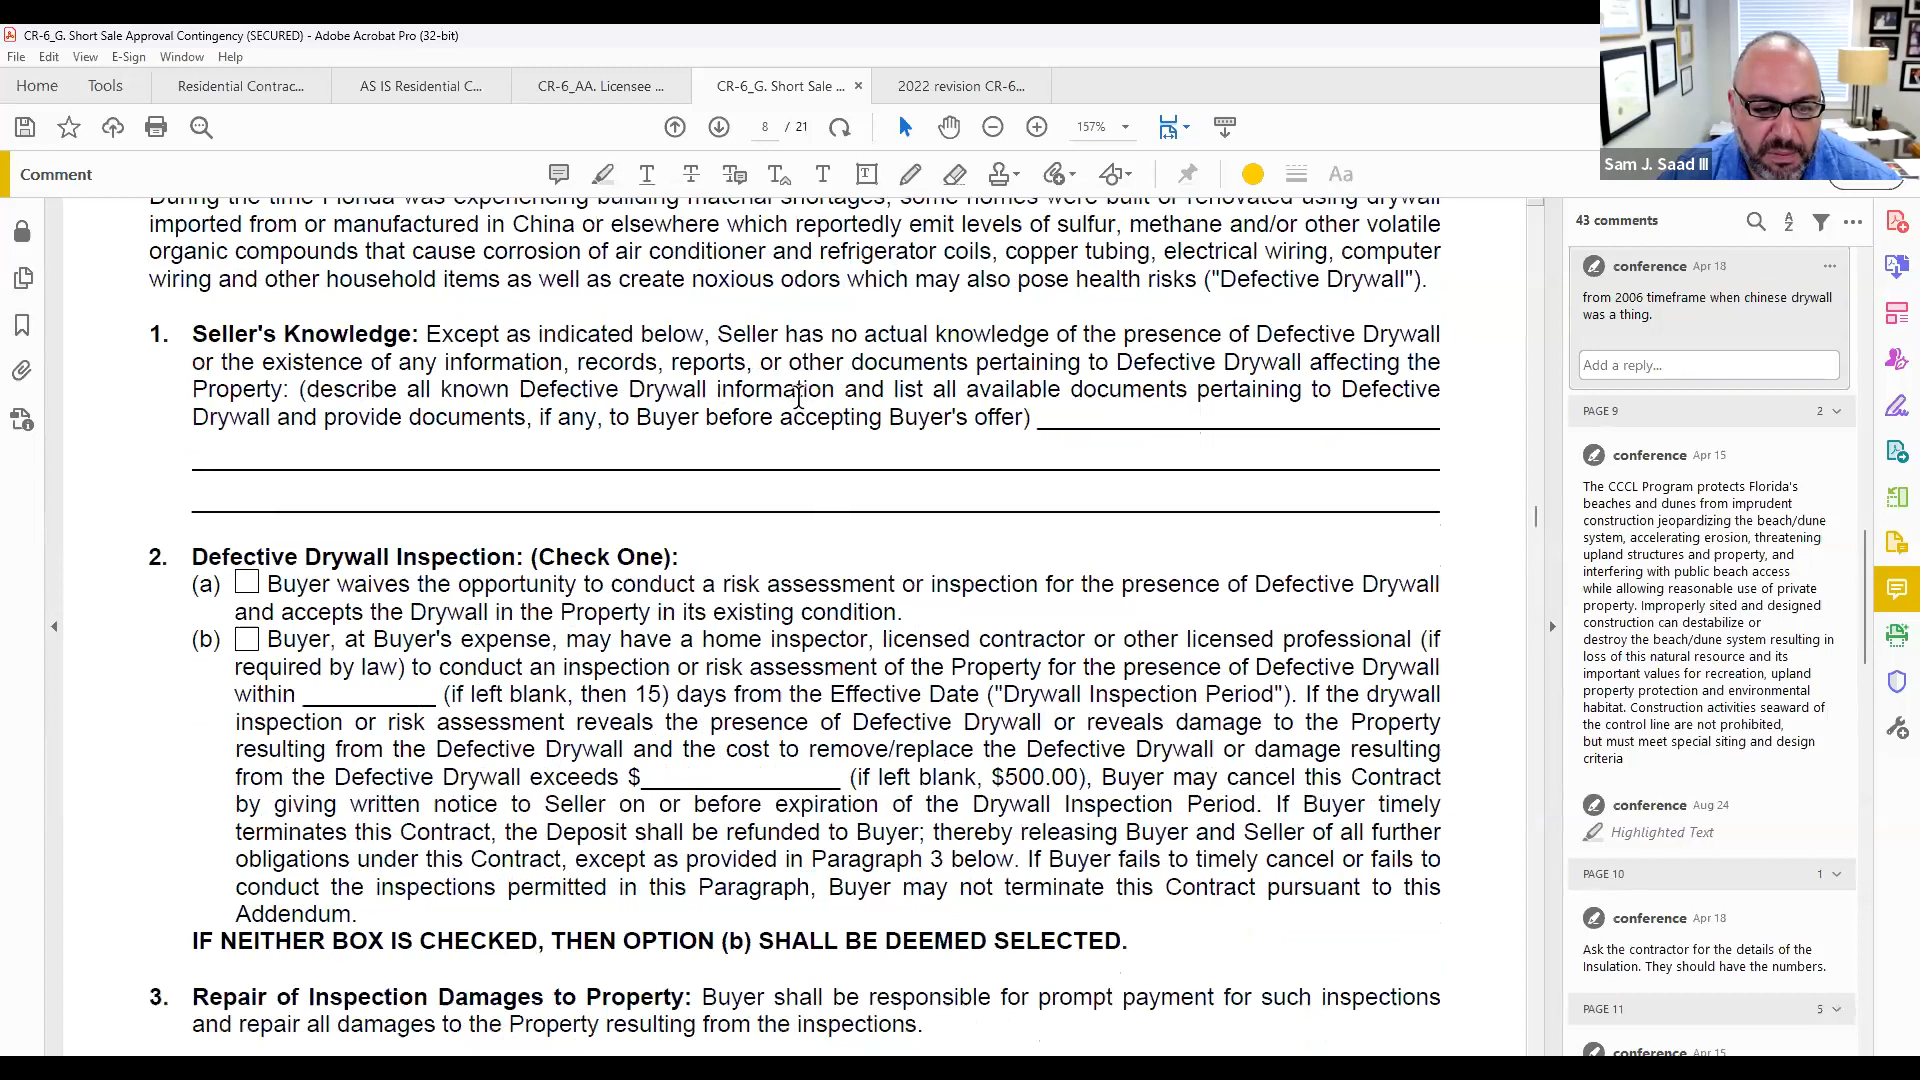 CR-6_G. Short Sale Approval Contingency (SECURED) - Adobe Acrobat Pro (32-bit)
File Edit View E-Sign Window Help
Home Tools Residential Contrac... AS IS Residential C... CR-6_AA. Licensee ... CR-6_G. Short Sale ... × 2022 revision CR-6...
8 / 21 157%
Sam J. Saad III
Comment
During the time Florida was experiencing building material shortages, some homes were built or renovated using drywall
imported from or manufactured in China or elsewhere which reportedly emit levels of sulfur, methane and/or other volatile
organic compounds that cause corrosion of air conditioner and refrigerator coils, copper tubing, electrical wiring, computer
wiring and other household items as well as create noxious odors which may also pose health risks ("Defective Drywall").
1. Seller's Knowledge: Except as indicated below, Seller has no actual knowledge of the presence of Defective Drywall
or the existence of any information, records, reports, or other documents pertaining to Defective Drywall affecting the
Property: (describe all known Defective Drywall information and list all available documents pertaining to Defective
Drywall and provide documents, if any, to Buyer before accepting Buyer's offer)
2. Defective Drywall Inspection: (Check One):
(a) Buyer waives the opportunity to conduct a risk assessment or inspection for the presence of Defective Drywall
and accepts the Drywall in the Property in its existing condition.
(b) Buyer, at Buyer's expense, may have a home inspector, licensed contractor or other licensed professional (if
required by law) to conduct an inspection or risk assessment of the Property for the presence of Defective Drywall
within __________ (if left blank, then 15) days from the Effective Date ("Drywall Inspection Period"). If the drywall
inspection or risk assessment reveals the presence of Defective Drywall or reveals damage to the Property
resulting from the Defective Drywall and the cost to remove/replace the Defective Drywall or damage resulting
from the Defective Drywall exceeds $_______________ (if left blank, $500.00), Buyer may cancel this Contract
by giving written notice to Seller on or before expiration of the Drywall Inspection Period. If Buyer timely
terminates this Contract, the Deposit shall be refunded to Buyer; thereby releasing Buyer and Seller of all further
obligations under this Contract, except as provided in Paragraph 3 below. If Buyer fails to timely cancel or fails to
conduct the inspections permitted in this Paragraph, Buyer may not terminate this Contract pursuant to this
Addendum.
IF NEITHER BOX IS CHECKED, THEN OPTION (b) SHALL BE DEEMED SELECTED.
3. Repair of Inspection Damages to Property: Buyer shall be responsible for prompt payment for such inspections
and repair all damages to the Property resulting from the inspections.
43 comments
conference Apr 18
from 2006 timeframe when chinese drywall
was a thing.
Add a reply...
PAGE 9 2
conference Apr 15
The CCCL Program protects Florida's
beaches and dunes from imprudent
construction jeopardizing the beach/dune
system, accelerating erosion, threatening
upland structures and property, and
interfering with public beach access
while allowing reasonable use of private
property. Improperly sited and designed
construction can destabilize or
destroy the beach/dune system resulting in
loss of this natural resource and its
important values for recreation, upland
property protection and environmental
habitat. Construction activities seaward of
the control line are not prohibited,
but must meet special siting and design
criteria
conference Aug 24
Highlighted Text
PAGE 10 1
conference Apr 18
Ask the contractor for the details of the
Insulation. They should have the numbers.
PAGE 11 5
conference Apr 15